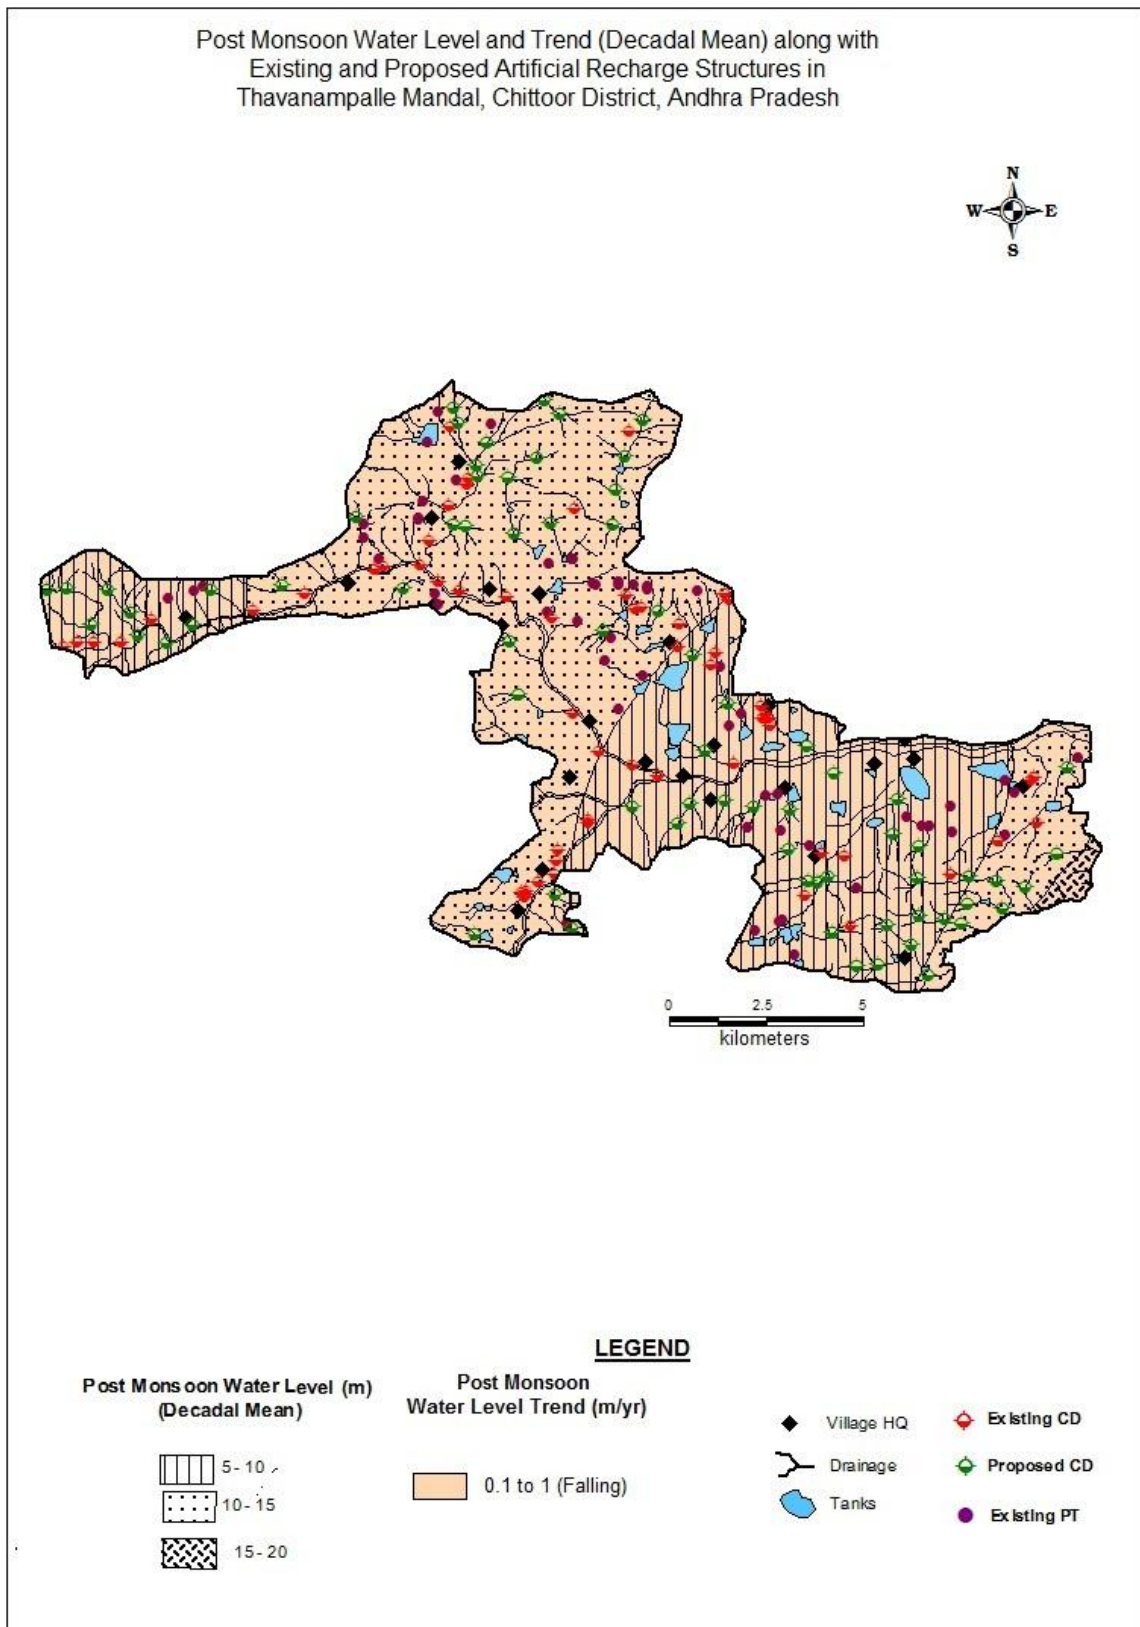 Post Monsoon Water Level and Trend (Decadal Mean) along with
Existing and Proposed Artificial Recharge Structures in
Thavanampalle Mandal, Chittoor District, Andhra Pradesh
N
W E
S
0 2.5 5
kilometers
LEGEND
Post Monsoon Water Level (m)
(Decadal Mean)
5-10
10-15
15-20
Post Monsoon
Water Level Trend (m/yr)
0.1 to 1 (Falling)
Village HQ
Drainage
Tanks
Existing CD
Proposed CD
Existing PT